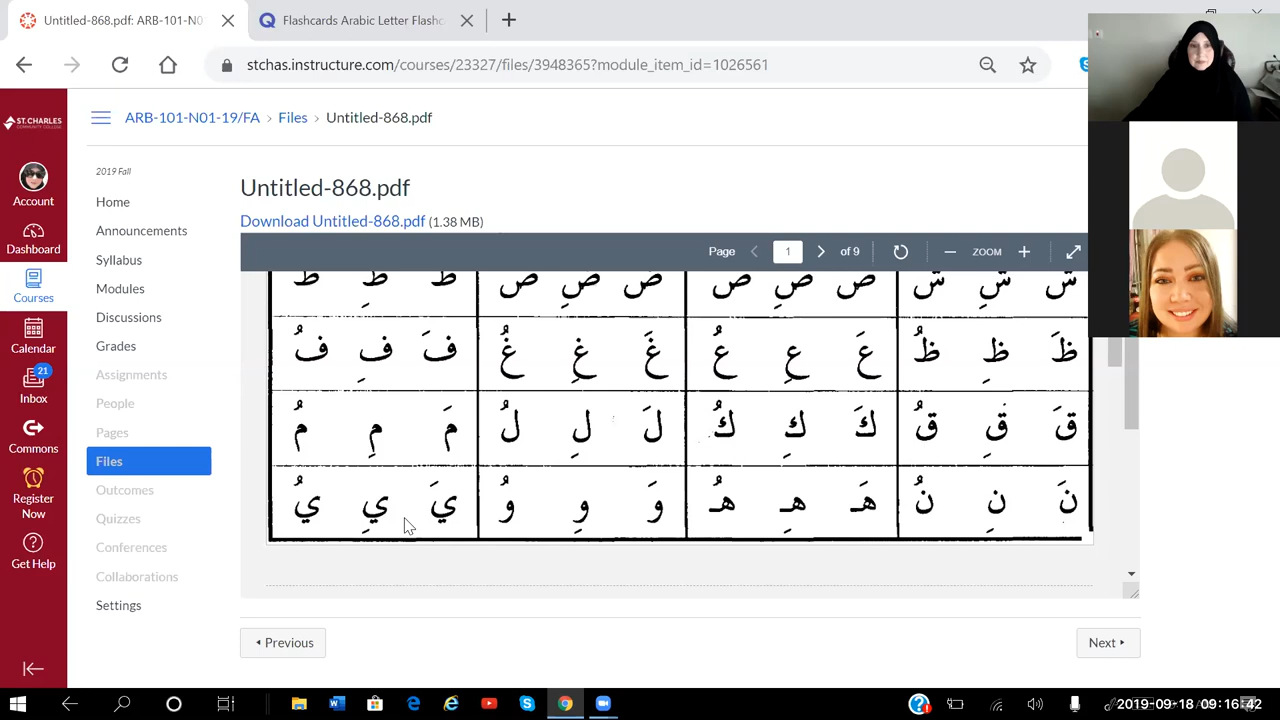 Untitled-868.pdf: ARB-101-N0
Flashcards Arabic Letter Flashc
stchas.instructure.com/courses/23327/files/3948365?module_item_id=1026561
ST. CHARLES
COMMUNITY COLLEGE
ARB-101-N01-19/FA › Files › Untitled-868.pdf
Account
Dashboard
Courses
Calendar
21
Inbox
Commons
Register Now
Get Help
2019 Fall
Home
Announcements
Syllabus
Modules
Discussions
Grades
Assignments
People
Pages
Files
Outcomes
Quizzes
Conferences
Collaborations
Settings
Untitled-868.pdf
Download Untitled-868.pdf (1.38 MB)
Page 1 of 9 ZOOM
شَ شِ شُ صَ صِ صُ ضَ ضِ ضُ طَ طِ طُ
ظَ ظِ ظُ عَ عِ عُ غَ غِ غُ فَ فِ فُ
قَ قِ قُ كَ كِ كُ لَ لِ لُ مَ مِ مُ
نَ نِ نُ هَـ هِـ هُـ وَ وِ وُ يَ يِ يُ
Previous
Next
2019-09-18 09:16:42